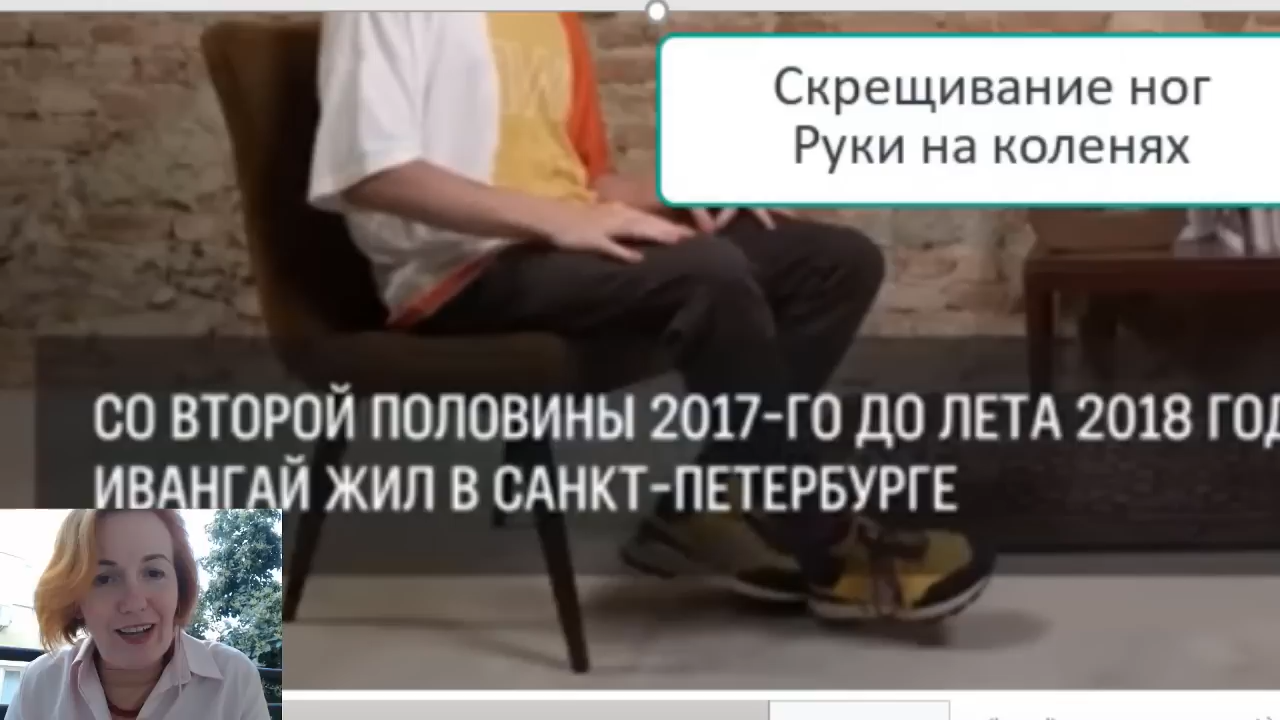 Скрещивание ног
Руки на коленях
СО ВТОРОЙ ПОЛОВИНЫ 2017-ГО ДО ЛЕТА 2018 ГОД
ИВАНГАЙ ЖИЛ В САНКТ-ПЕТЕРБУРГЕ